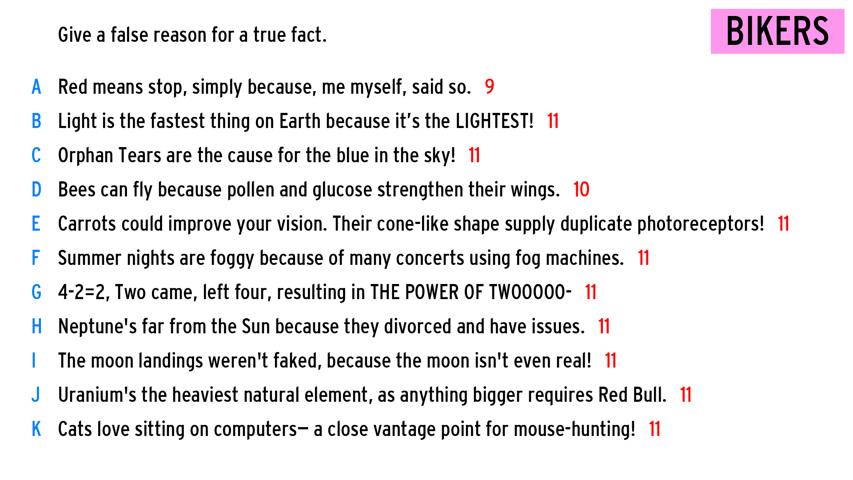 Give a false reason for a true fact.
BIKERS
A Red means stop, simply because, me myself, said so. 9
B Light is the fastest thing on Earth because it's the LIGHTEST! 11
C Orphan Tears are the cause for the blue in the sky! 11
D Bees can fly because pollen and glucose strengthen their wings. 10
E Carrots could improve your vision. Their cone-like shape supply duplicate photoreceptors! 11
F Summer nights are foggy because of many concerts using fog machines. 11
G 4-2=2, Two came, left four, resulting in THE POWER OF TWOOOOO- 11
H Neptune's far from the Sun because they divorced and have issues. 11
I The moon landings weren't faked, because the moon isn't even real! 11
J Uranium's the heaviest natural element, as anything bigger requires Red Bull. 11
K Cats love sitting on computers— a close vantage point for mouse-hunting! 11